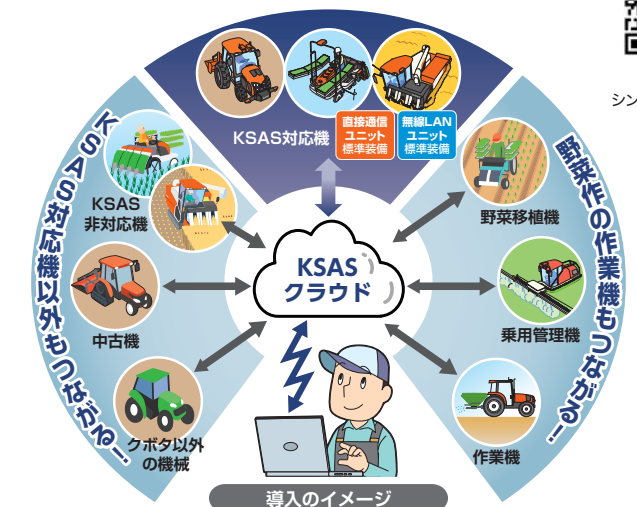 シン
KSAS対応機
直接通信
ユニット
標準装備
無線LAN
ユニット
標準装備
KSAS対応機以外もつながる!
野菜作の作業機もつながる!
KSAS
非対応機
野菜移植機
KSAS
クラウド
中古機
乗用管理機
クボタ以外
の機械
作業機
導入のイメージ